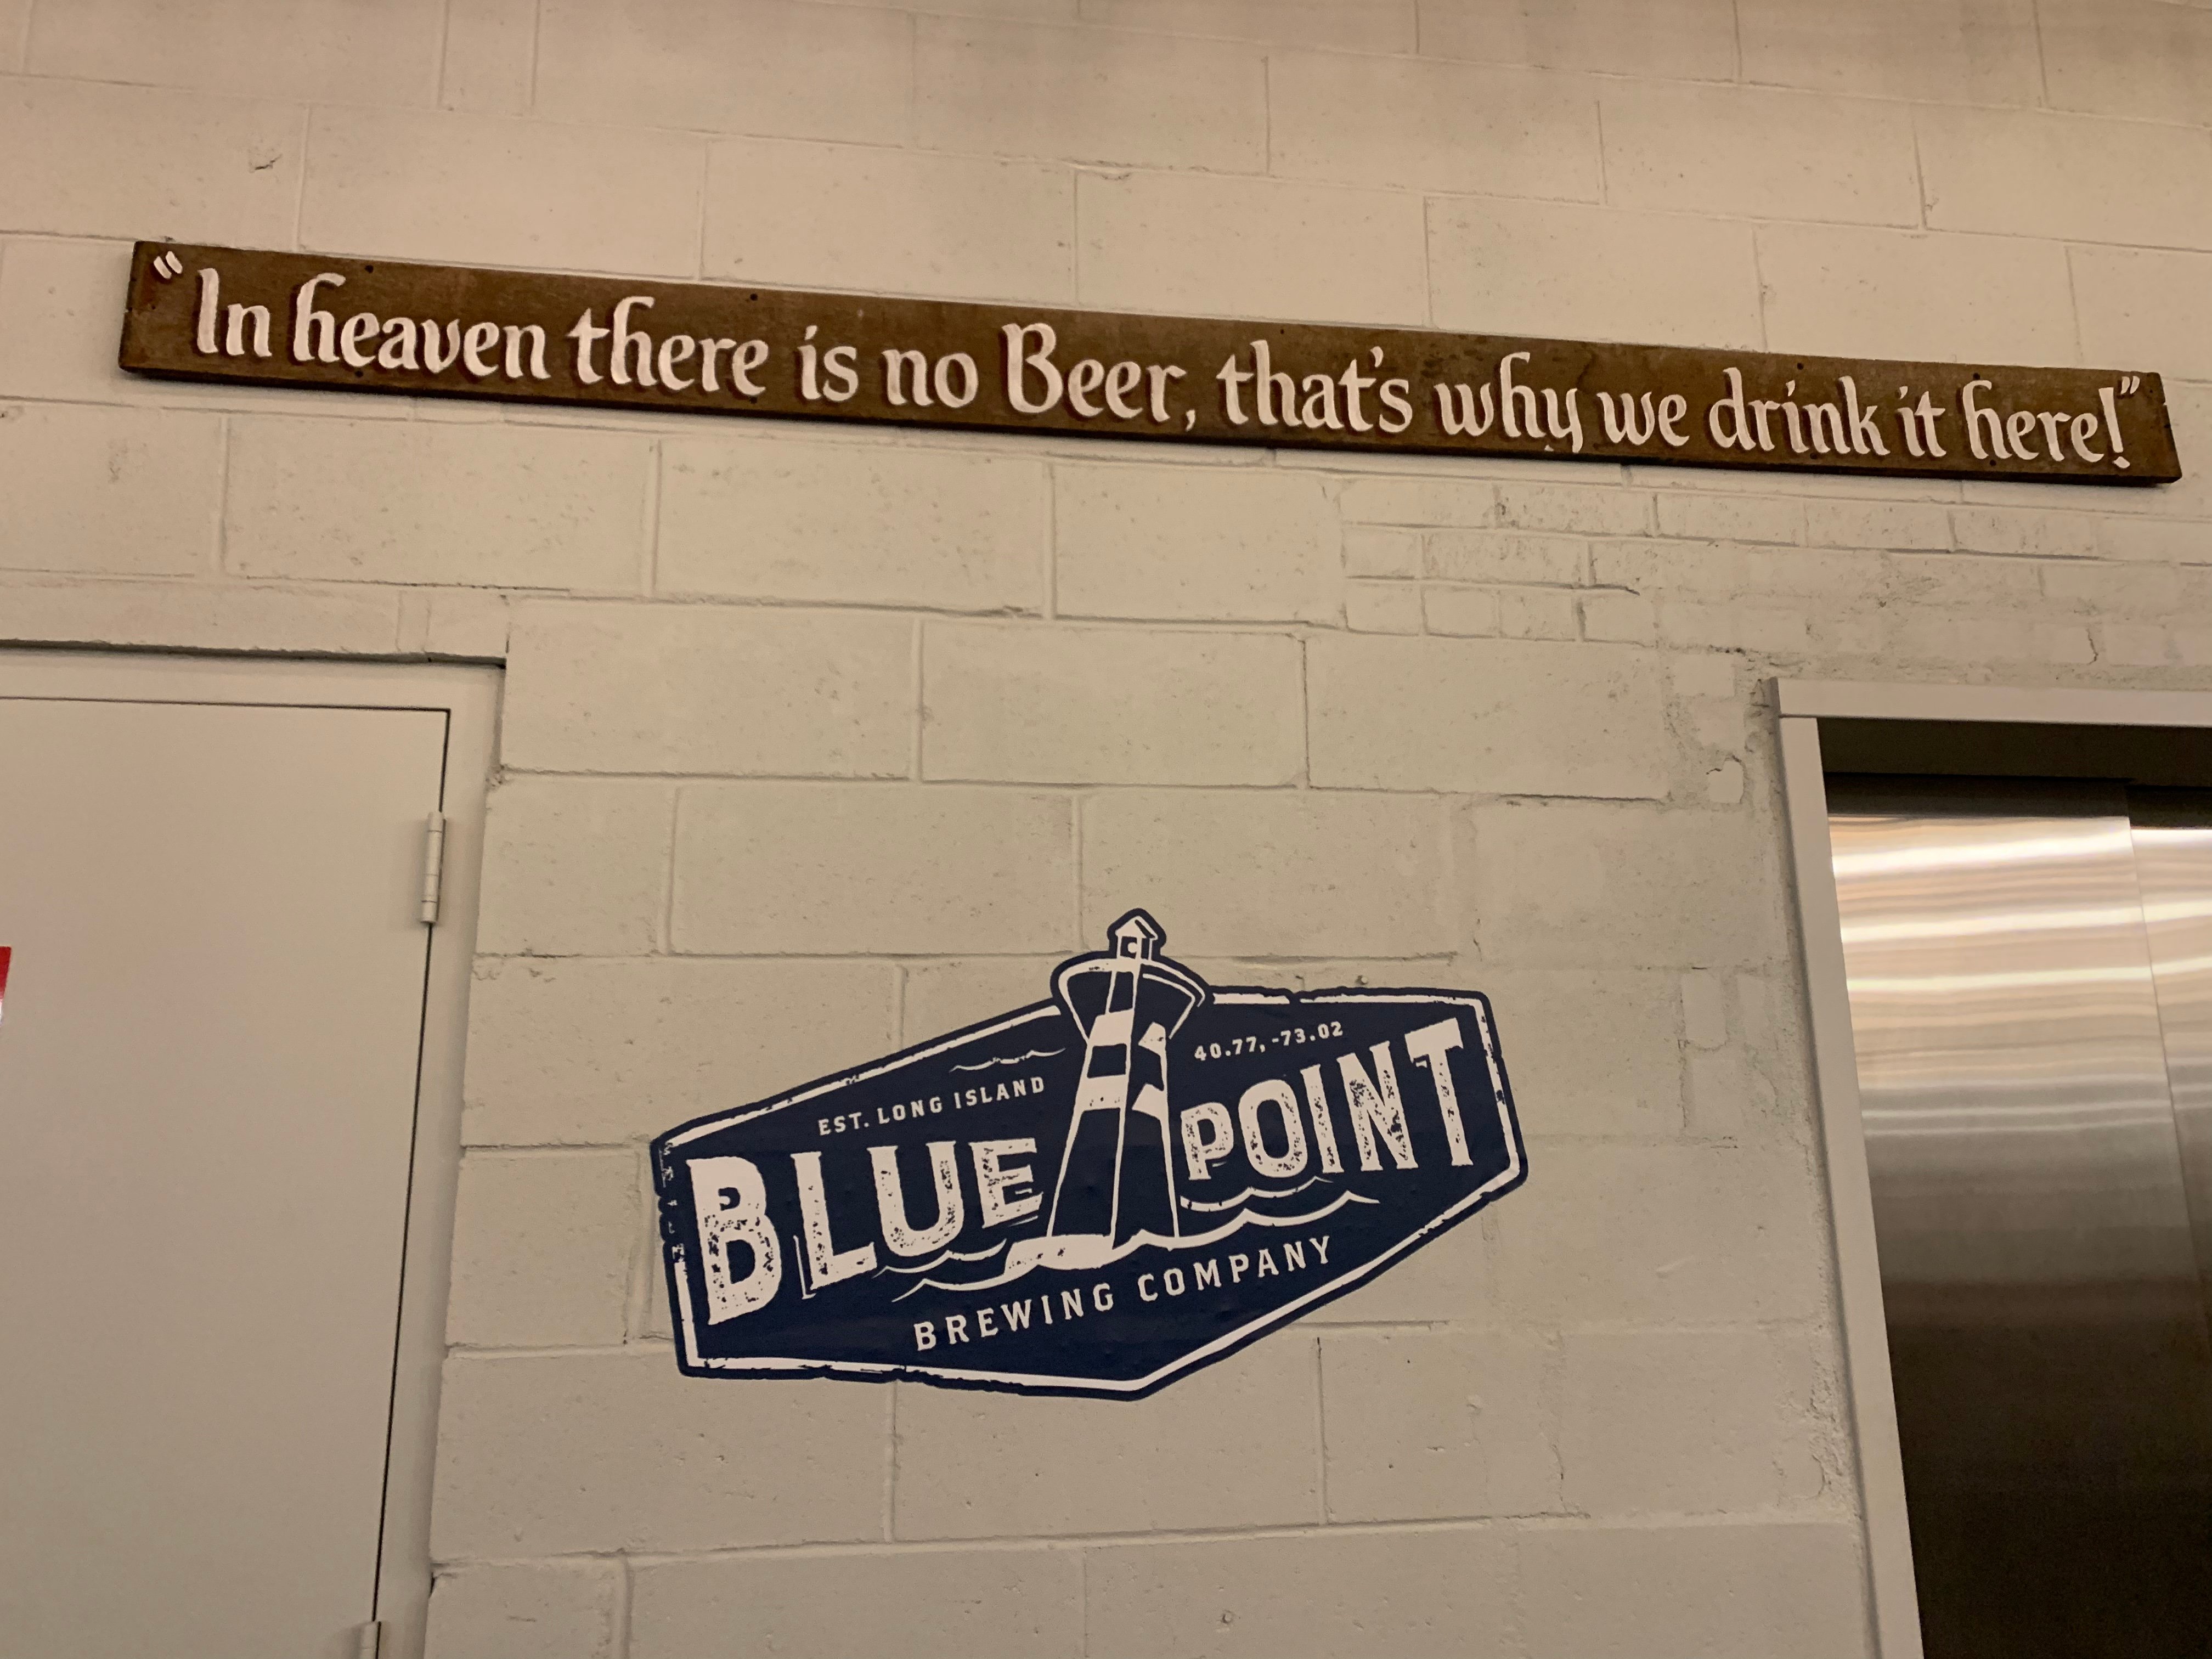 “In heaven there is no Beer, that's why we drink it here!”
EST. LONG ISLAND
40.77, -73.02
BLUE POINT
BREWING COMPANY